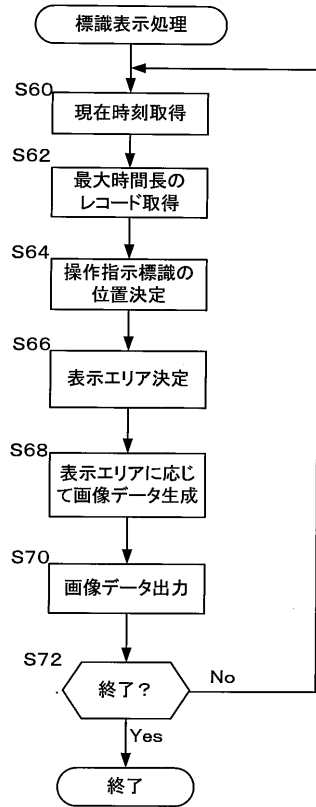 標識表示処理
S60
現在時刻取得
S62
最大時間長の
レコード取得
S64
操作指示標識の
位置決定
S66
表示エリア決定
S68
表示エリアに応じ
て画像データ生成
S70
画像データ出力
S72
終了?
No
Yes
終了